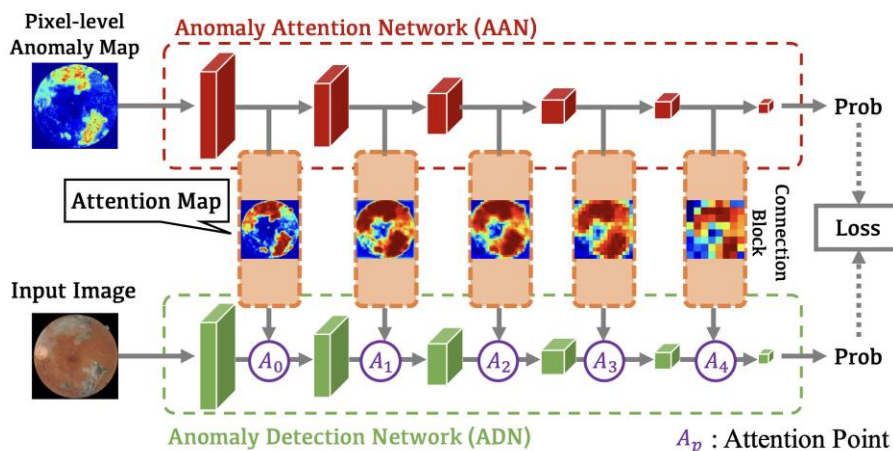 Pixel-level
Anomaly Map
Anomaly Attention Network (AAN)
Prob
Attention Map
Connection
Block
Loss
Input Image
A₀
A₁
A₂
A₃
A₄
Prob
Anomaly Detection Network (ADN)
Aₚ : Attention Point